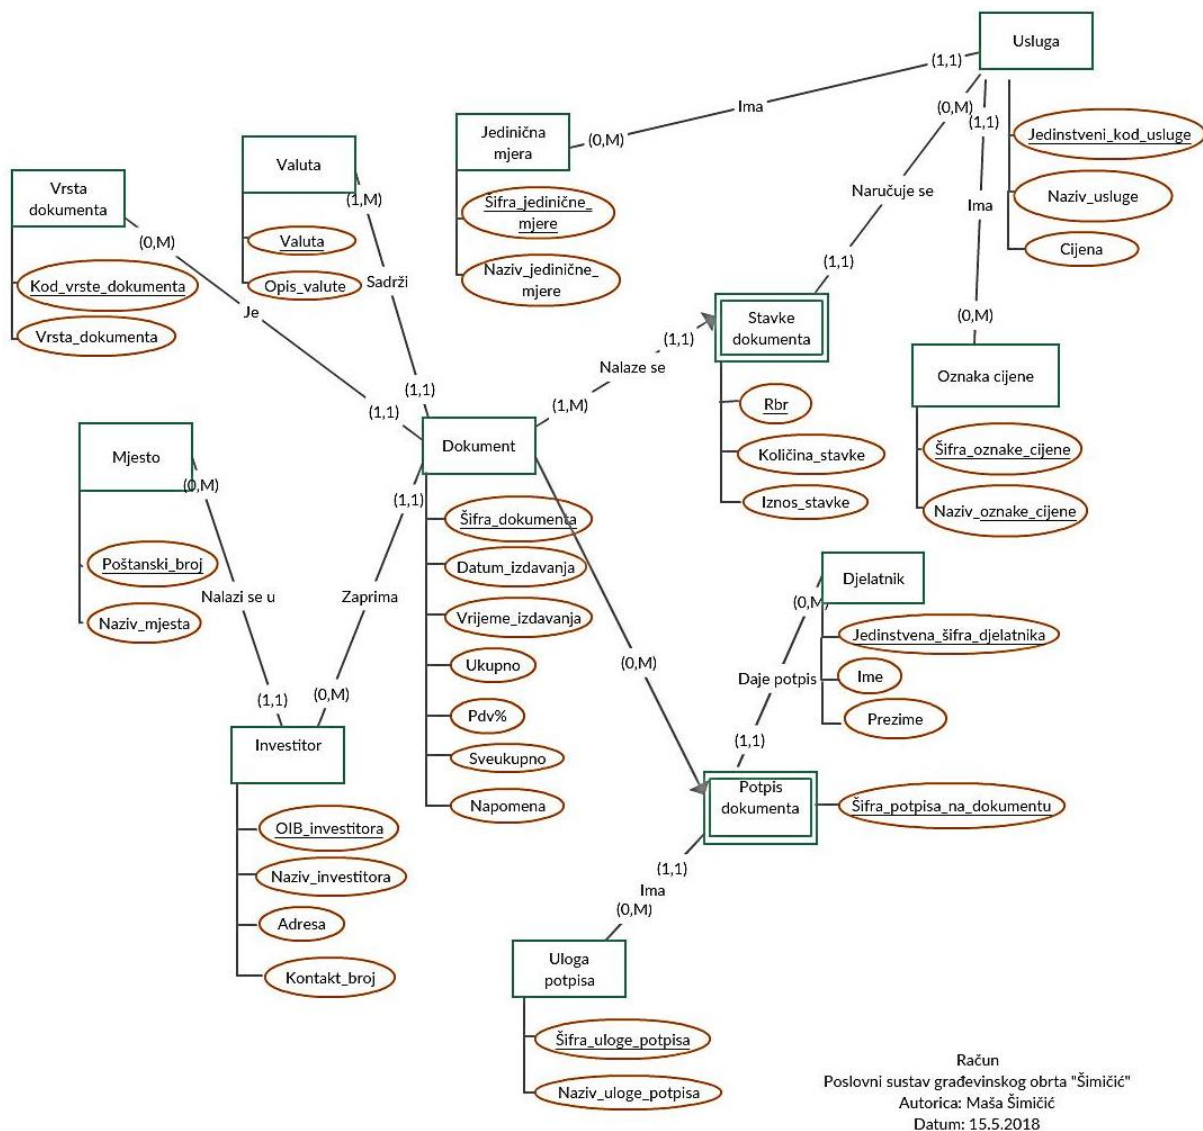 Usluga
(1,1)
Ima
(0,M)
(0,M)
(1,1)
Jedinstveni_kod_usluge
Naziv_usluge
Cijena
Jedinična
mjera
Šifra_jedinične_
mjere
Naziv_jedinične_
mjere
Valuta
(1,M)
Valuta
Opis_valute
Sadrži
(1,1)
Vrsta
dokumenta
(0,M)
Kod_vrste_dokumenta
Vrsta_dokumenta
Je
(1,1)
Naručuje se
(1,1)
Ima
(0,M)
Stavke
dokumenta
(1,1)
Nalaze se
(1,M)
Rbr
Količina_stavke
Iznos_stavke
Oznaka cijene
Šifra_oznake_cijene
Naziv_oznake_cijene
Mjesto
(0,M)
Poštanski_broj
Naziv_mjesta
Nalazi se u
(1,1)
Dokument
(1,1)
Šifra_dokumenta
Datum_izdavanja
Vrijeme_izdavanja
Ukupno
Pdv%
Sveukupno
Napomena
Zaprima
(0,M)
(0,M)
Djelatnik
(0,M)
Jedinstvena_šifra_djelatnika
Ime
Prezime
Daje potpis
(1,1)
Investitor
OIB_investitora
Naziv_investitora
Adresa
Kontakt_broj
Potpis
dokumenta
Šifra_potpisa_na_dokumentu
(1,1)
Ima
(0,M)
Uloga
potpisa
Šifra_uloge_potpisa
Naziv_uloge_potpisa
Račun
Poslovni sustav građevinskog obrta "Šimičić"
Autorica: Maša Šimičić
Datum: 15.5.2018